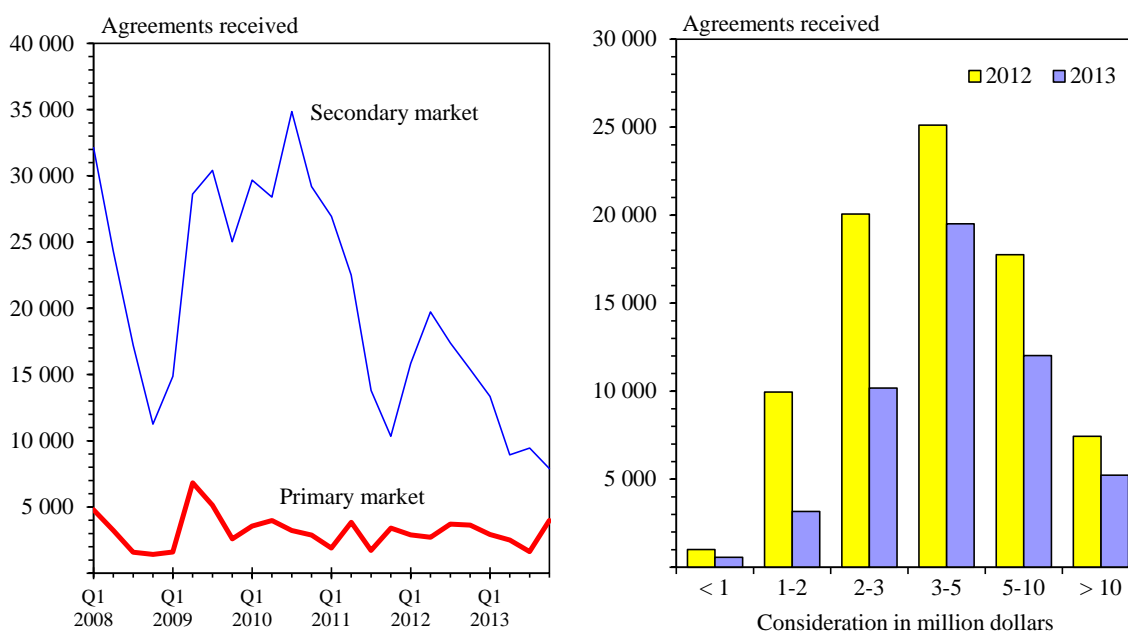 Agreements received
40 000
35 000
30 000
25 000
20 000
15 000
10 000
5 000
Secondary market
Primary market
Q1 Q1 Q1 Q1 Q1 Q1
2008 2009 2010 2011 2012 2013
Agreements received
30 000
25 000
20 000
15 000
10 000
5 000
2012 2013
< 1 1-2 2-3 3-5 5-10 > 10
Consideration in million dollars